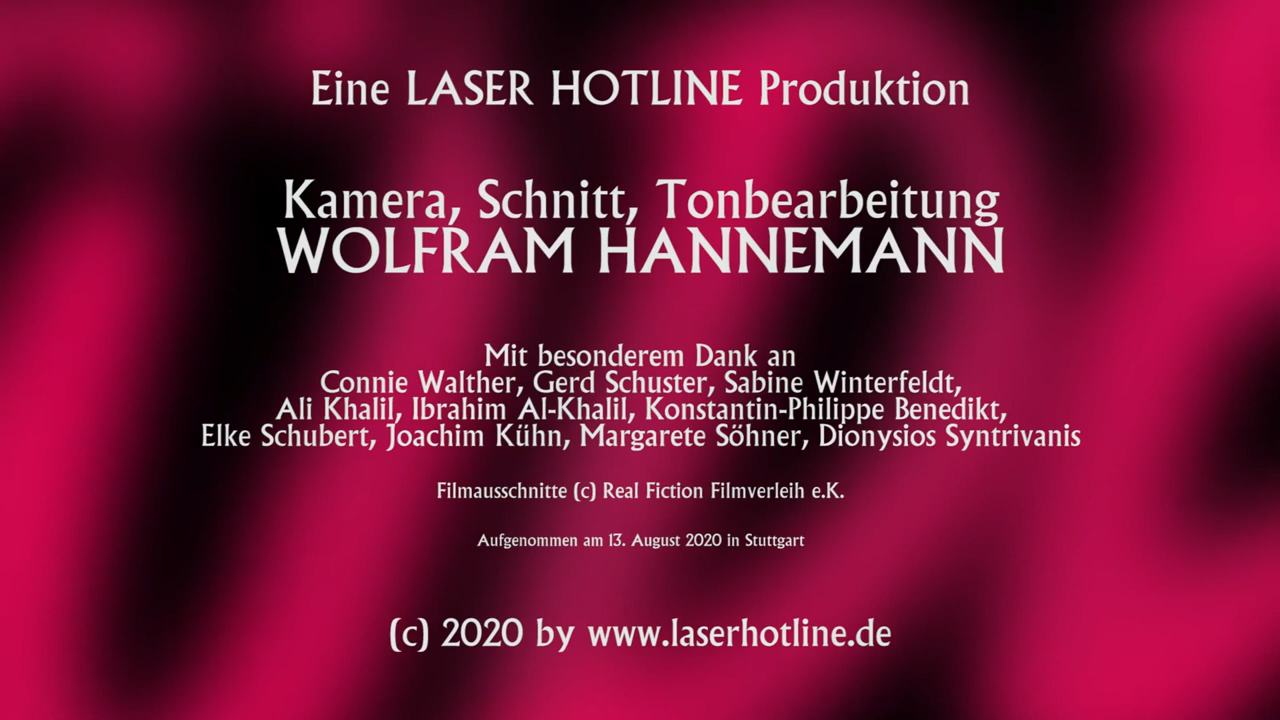 Eine LASER HOTLINE Produktion
Kamera, Schnitt, Tonbearbeitung
WOLFRAM HANNEMANN
Mit besonderem Dank an
Connie Walther, Gerd Schuster, Sabine Winterfeldt,
Ali Khalil, Ibrahim Al-Khalil, Konstantin-Philippe Benedikt,
Elke Schubert, Joachim Kühn, Margarete Söhner, Dionysios Syntrivanis
Filmausschnitte (c) Real Fiction Filmverleih e.K.
Aufgenommen am 13. August 2020 in Stuttgart
(c) 2020 by www.laserhotline.de